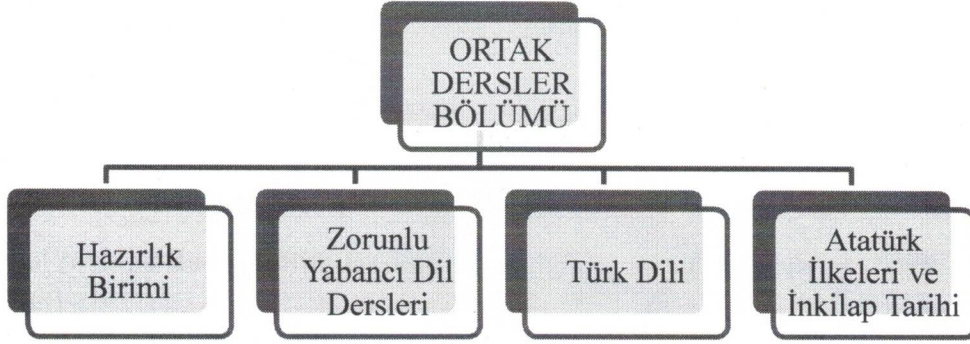 ORTAK
DERSLER
BÖLÜMÜ
Hazırlık
Birimi
Zorunlu
Yabancı Dil
Dersleri
Türk Dili
Atatürk
İlkeleri ve
İnkilap Tarihi